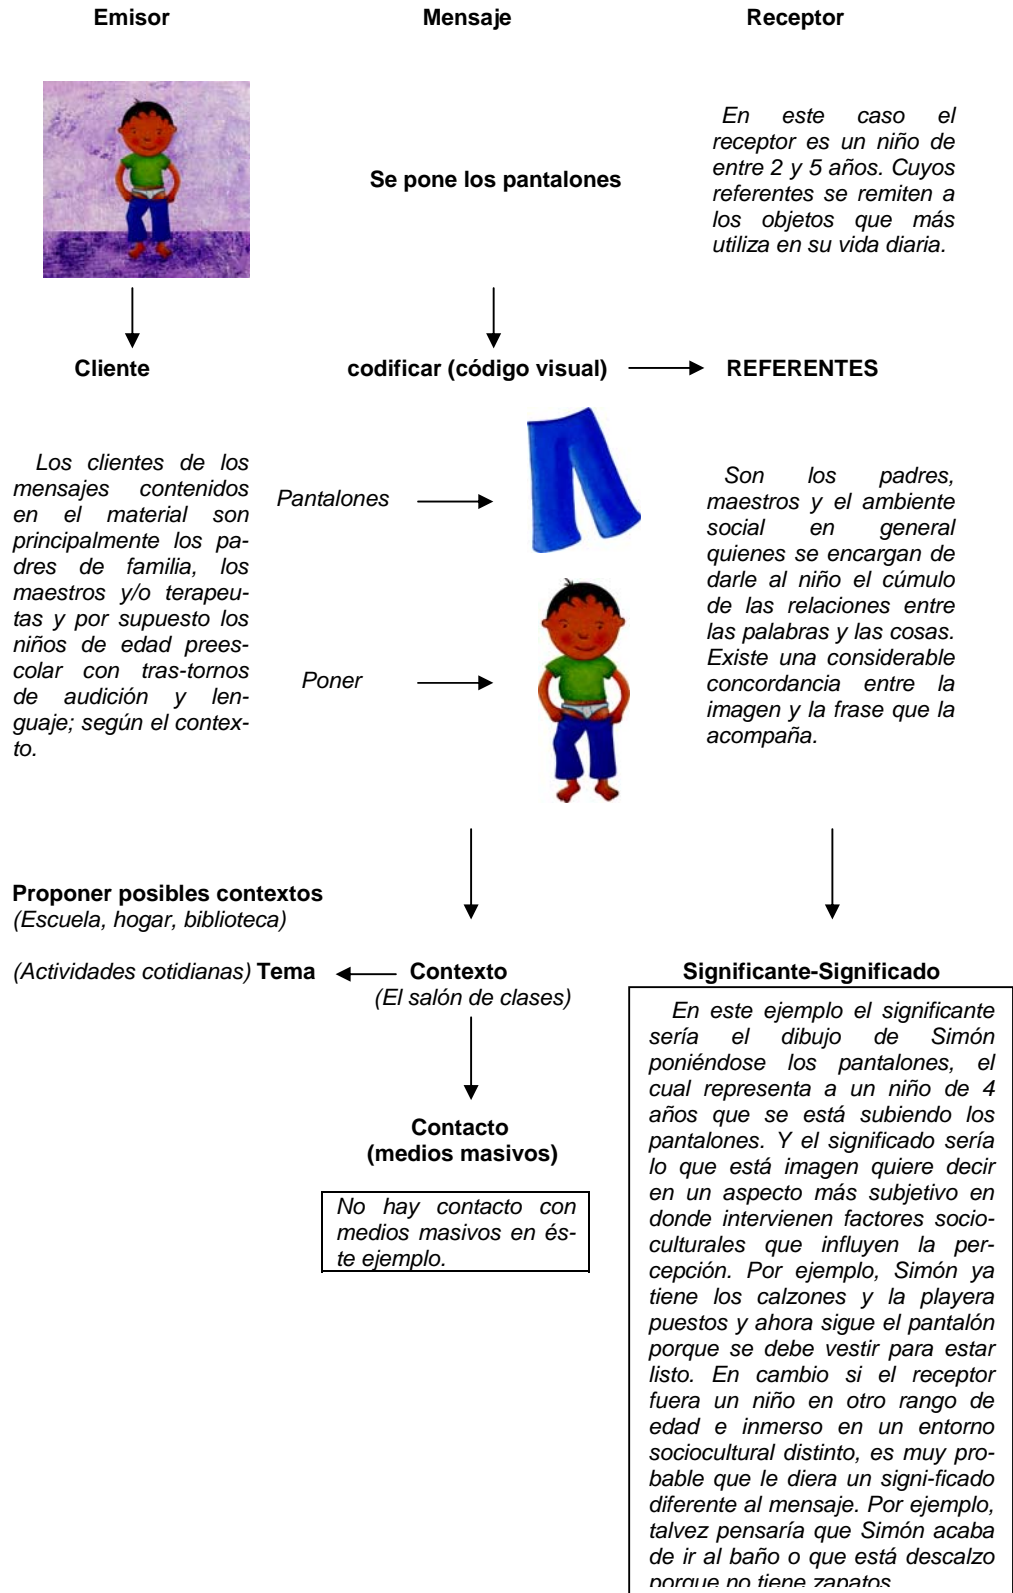 Emisor
Mensaje
Receptor
En este caso el
receptor es un niño de
entre 2 y 5 años. Cuyos
referentes se remiten a
los objetos que más
utiliza en su vida diaria.
Se pone los pantalones
Cliente
codificar (código visual)
REFERENTES
Los clientes de los
mensajes contenidos
en el material son
principalmente los pa-
dres de familia, los
maestros y/o terapeu-
tas y por supuesto los
niños de edad prees-
colar con tras-tornos
de audición y len-
guaje; según el contex-
to.
Pantalones
Poner
Son los padres,
maestros y el ambiente
social en general
quienes se encargan de
darle al niño el cúmulo
de las relaciones entre
las palabras y las cosas.
Existe una considerable
concordancia entre la
imagen y la frase que la
acompaña.
Proponer posibles contextos
(Escuela, hogar, biblioteca)
(Actividades cotidianas) Tema
Contexto
(El salón de clases)
Contacto
(medios masivos)
No hay contacto con
medios masivos en és-
te ejemplo.
Significante-Significado
En este ejemplo el significante
sería el dibujo de Simón
poniéndose los pantalones, el
cual representa a un niño de 4
años que se está subiendo los
pantalones. Y el significado sería
lo que está imagen quiere decir
en un aspecto más subjetivo en
donde intervienen factores socio-
culturales que influyen la per-
cepción. Por ejemplo, Simón ya
tiene los calzones y la playera
puestos y ahora sigue el pantalón
porque se debe vestir para estar
listo. En cambio si el receptor
fuera un niño en otro rango de
edad e inmerso en un entorno
sociocultural distinto, es muy pro-
bable que le diera un signi-ficado
diferente al mensaje. Por ejemplo,
talvez pensaría que Simón acaba
de ir al baño o que está descalzo
porque no tiene zapatos